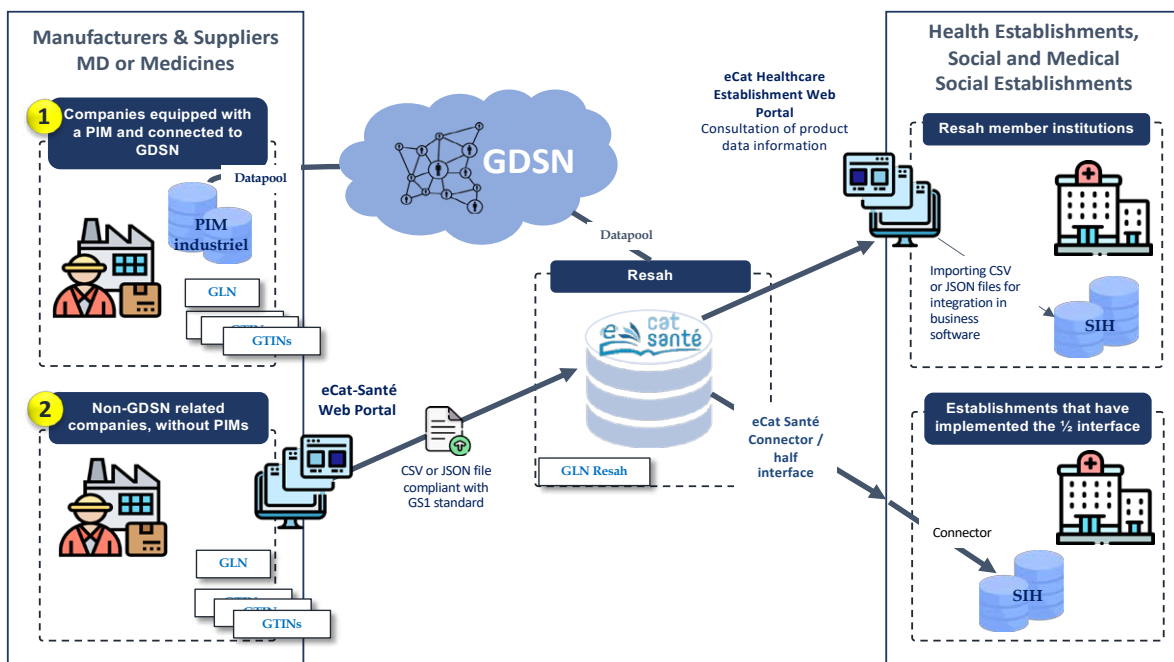 Manufacturers & Suppliers
MD or Medicines
1
Companies equipped with
a PIM and connected to
GDSN
Datapool
PIM
industriel
GLN
GTINs
2
Non-GDSN related
companies, without PIMs
GLN
GTIN
GTINs
eCat-Santé
Web Portal
CSV or JSON file
compliant with
GS1 standard
GDSN
Datapool
Resah
e cat
santé
GLN Resah
eCat Healthcare
Establishment Web
Portal
Consultation of product
data information
eCat Santé
Connector /
half
interface
Health Establishments,
Social and Medical
Social Establishments
Resah member institutions
Importing CSV
or JSON files for
integration in
business
software
SIH
Establishments that have
implemented the ½ interface
Connector
SIH